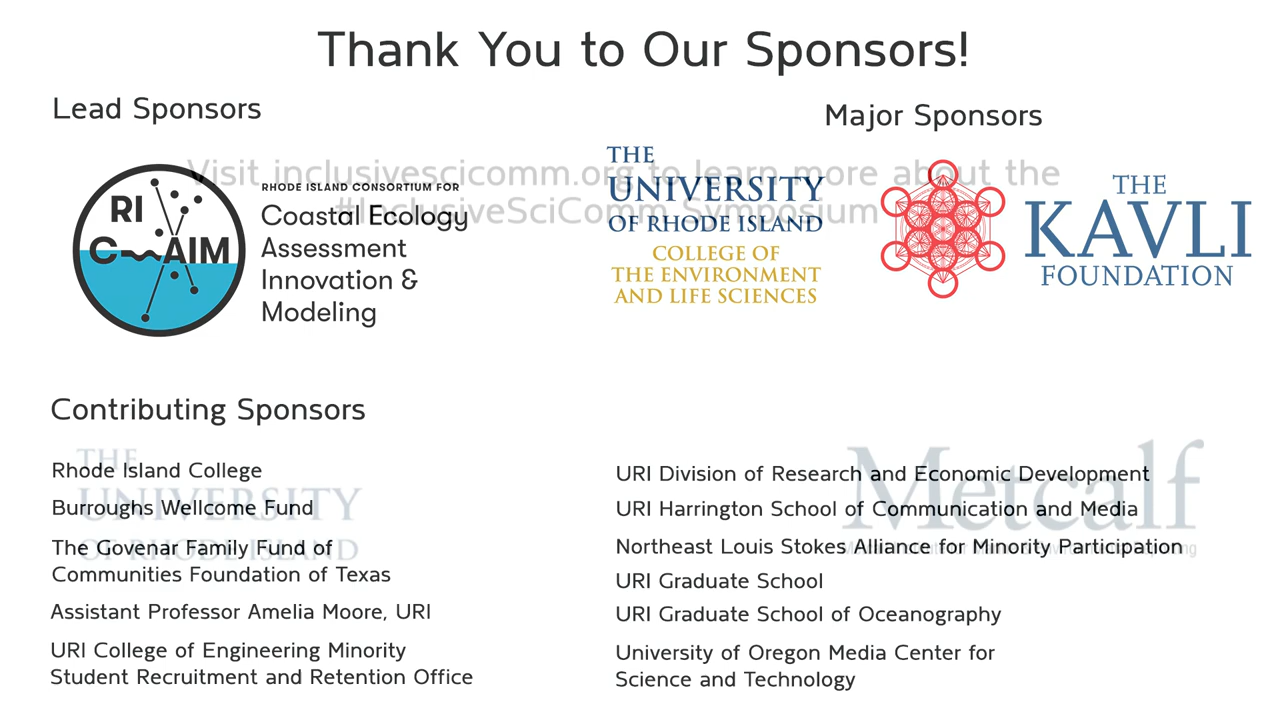 Thank You to Our Sponsors!
Lead Sponsors
Major Sponsors
Visit inclusivescicomm.org to learn more about the
#InclusiveSciComm Symposium
RI
C AIM
RHODE ISLAND CONSORTIUM FOR
Coastal Ecology
Assessment
Innovation &
Modeling
THE
UNIVERSITY
OF RHODE ISLAND
COLLEGE OF
THE ENVIRONMENT
AND LIFE SCIENCES
THE
KAVLI
FOUNDATION
Contributing Sponsors
Rhode Island College
Burroughs Wellcome Fund
The Govenar Family Fund of
Communities Foundation of Texas
Assistant Professor Amelia Moore, URI
URI College of Engineering Minority
Student Recruitment and Retention Office
THE
UNIVERSITY
OF RHODE ISLAND
URI Division of Research and Economic Development
URI Harrington School of Communication and Media
Northeast Louis Stokes Alliance for Minority Participation
URI Graduate School
URI Graduate School of Oceanography
University of Oregon Media Center for
Science and Technology
Metcalf